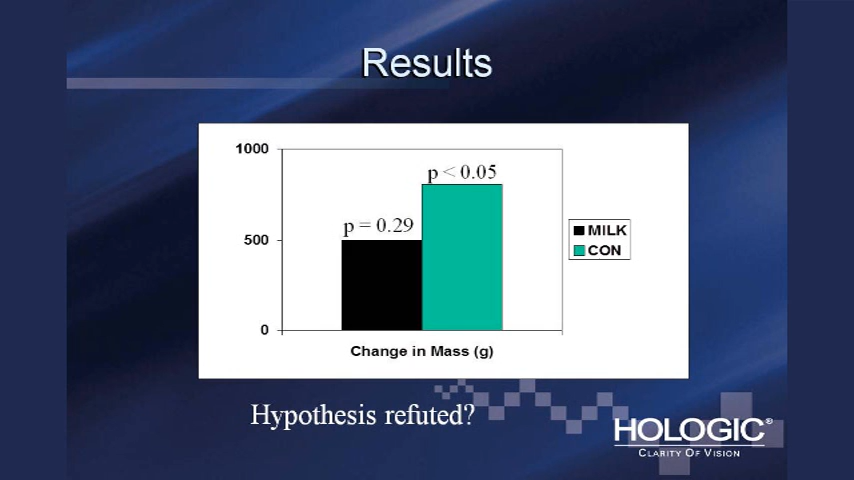 Results
1000
p < 0.05
p = 0.29
MILK
500
CON
0
Change in Mass (g)
Hypothesis refuted?
HOLOGIC®
CLARITY OF VISION